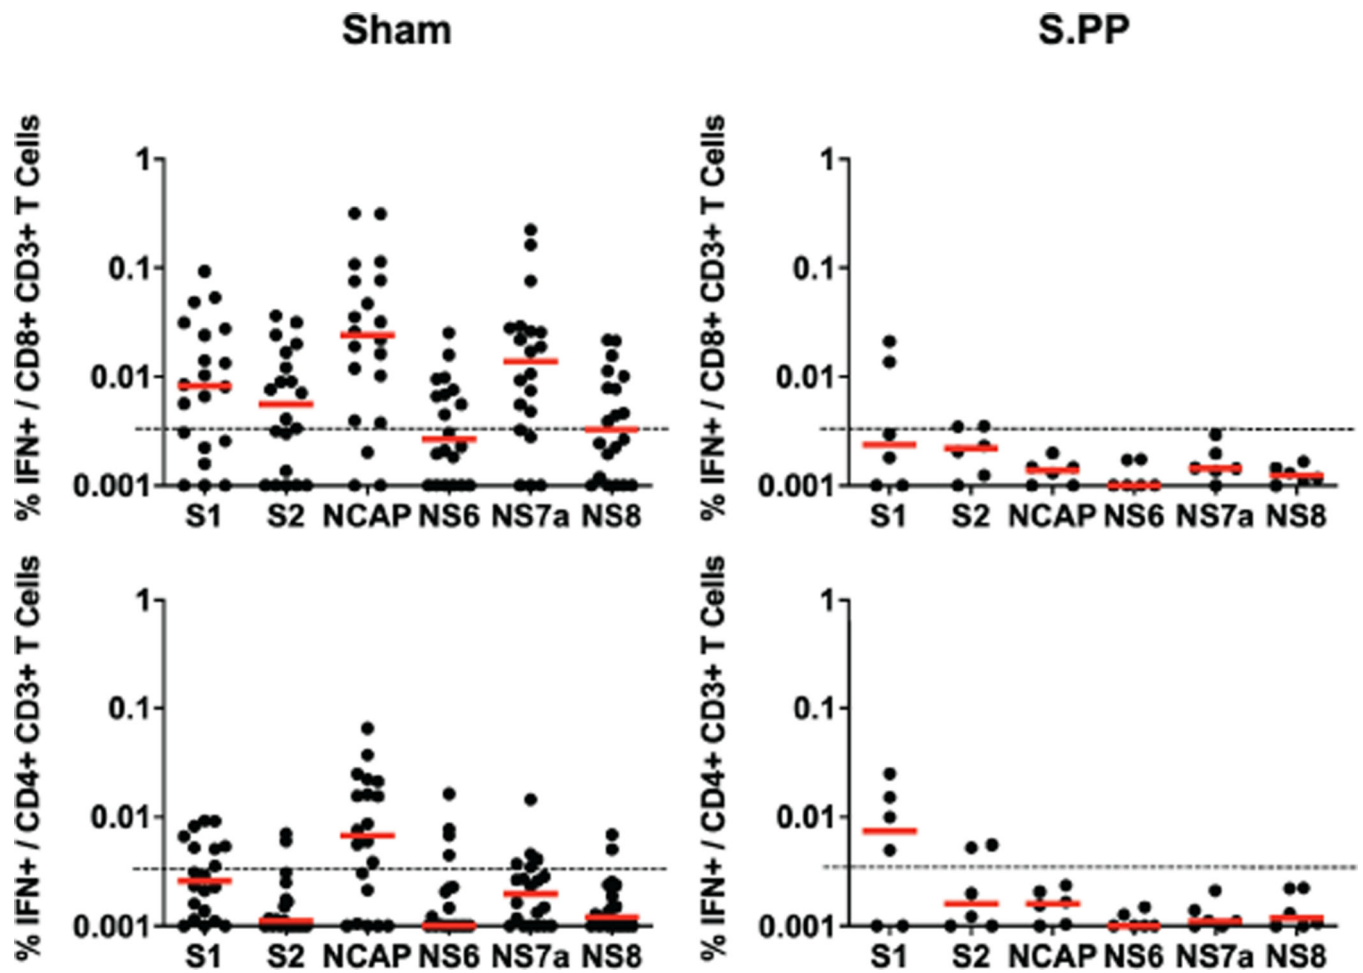 Sham
S.PP
% IFN+ / CD8+ CD3+ T Cells
1
0.1
0.01
0.001
S1 S2 NCAP NS6 NS7a NS8
% IFN+ / CD8+ CD3+ T Cells
1
0.1
0.01
0.001
S1 S2 NCAP NS6 NS7a NS8
% IFN+ / CD4+ CD3+ T Cells
1
0.1
0.01
0.001
S1 S2 NCAP NS6 NS7a NS8
% IFN+ / CD4+ CD3+ T Cells
1
0.1
0.01
0.001
S1 S2 NCAP NS6 NS7a NS8